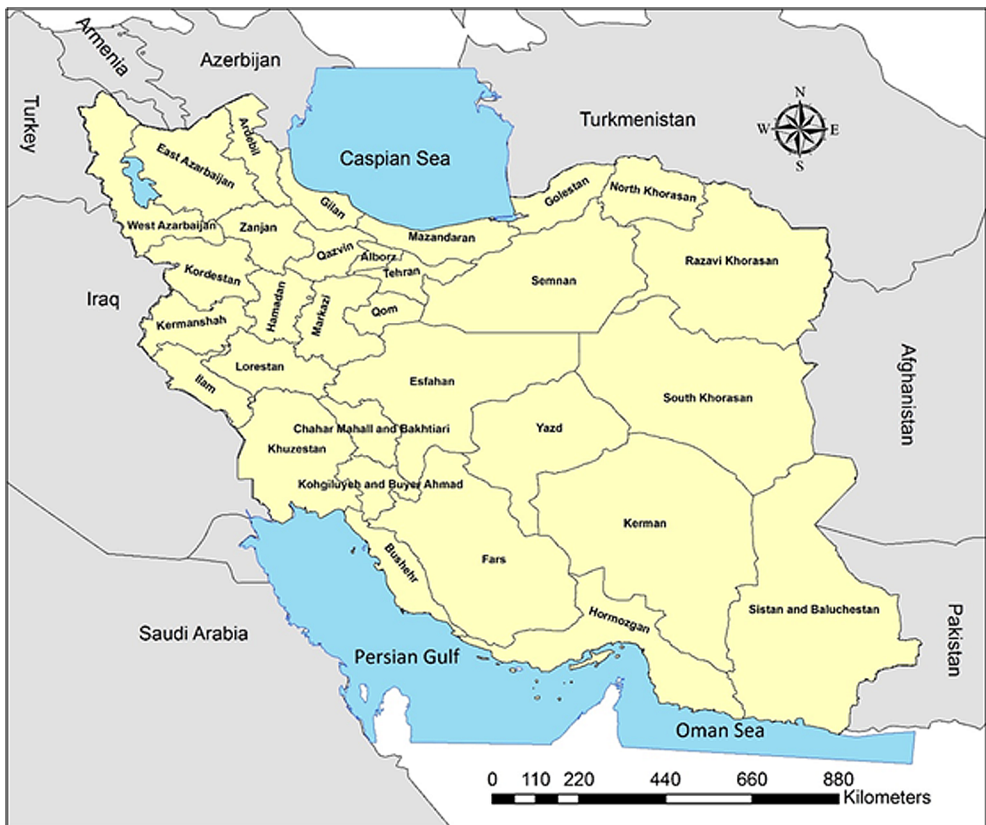 Armenia
Azerbijan
Turkey
Turkmenistan
N
W
E
S
Caspian Sea
Ardebil
East Azarbaijan
Gilan
Golestan
North Khorasan
West Azarbaijan
Zanjan
Mazandaran
Qazvin
Alborz
Tehran
Razavi Khorasan
Kordestan
Semnan
Iraq
Hamadan
Markazi
Qom
Kermanshah
Lorestan
Ilam
Esfahan
South Khorasan
Afghanistan
Chahar Mahall and Bakhtiari
Yazd
Khuzestan
Kohgiluyeh and Buyer Ahmad
Kerman
Bushehr
Fars
Hormozgan
Sistan and Baluchestan
Saudi Arabia
Persian Gulf
Pakistan
Oman Sea
0 110 220 440 660 880
Kilometers